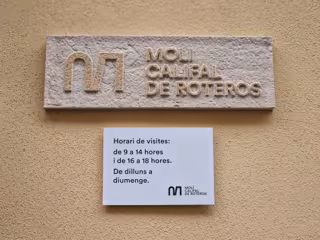 MOLÍ
CALIFAL
DE ROTEROS
Horari de visites:
de 9 a 14 hores
i de 16 a 18 hores.
De dilluns a
diumenge.
MOLÍ
CALIFAL
DE ROTEROS